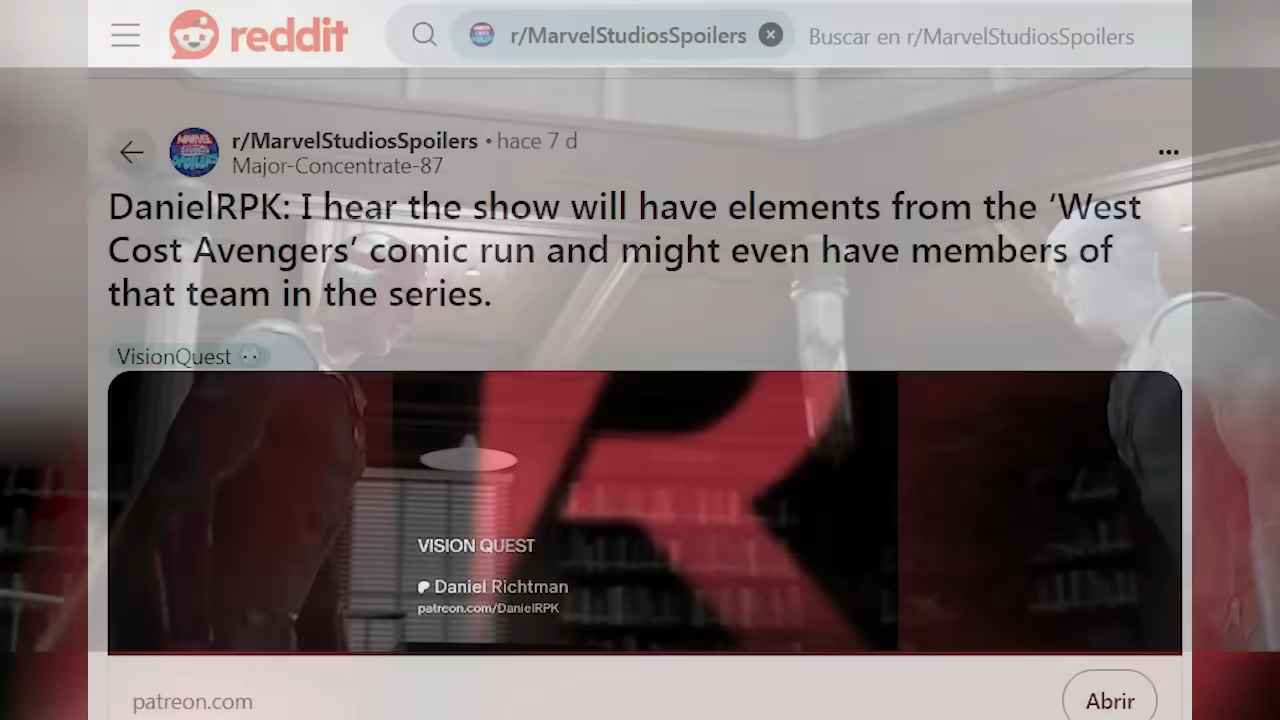 reddit
r/MarvelStudiosSpoilers
Buscar en r/MarvelStudiosSpoilers
r/MarvelStudiosSpoilers • hace 7 d
Major-Concentrate-87
DanielRPK: I hear the show will have elements from the ‘West
Cost Avengers’ comic run and might even have members of
that team in the series.
VisionQuest
VISION QUEST
Daniel Richtman
patreon.com/DanielRPK
patreon.com
Abrir